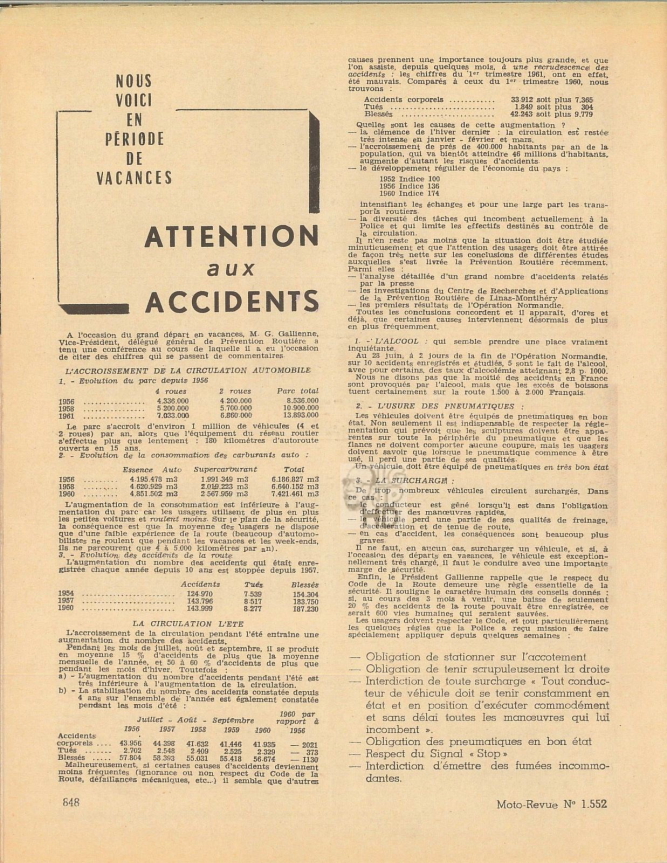 NOUS
VOICI
EN
PÉRIODE
DE
VACANCES
ATTENTION
aux
ACCIDENTS
A l'occasion du grand départ en vacances, M. G. Gallienne,
Vice-Président, délégué général de Prévention Routière a
tenu une conférence au cours de laquelle il a eu l'occasion
de citer des chiffres qui se passent de commentaires
L'ACCROISSEMENT DE LA CIRCULATION AUTOMOBILE
1. - Evolution du parc depuis 1956
4 roues 2 roues Parc total
1956 .......... 4.336.000 4.200.000 8.536.000
1958 .......... 5.200.000 5.700.000 10.900.000
1961 .......... 7.033.000 6.860.000 13.893.000
Le parc s'accroît d'environ 1 million de véhicules (4 et
2 roues) par an, alors que l'équipement du réseau routier
s'effectue plus que lentement : 180 kilomètres d'autoroute
ouverts en 15 ans.
2. - Evolution de la consommation des carburants auto :
Essence Auto Supercarburant Total
1956 ........ 4.195.478 m3 1.991.349 m3 6.186.827 m3
1958 ........ 4.620.929 m3 2.019.223 m3 6.640.152 m3
1960 ........ 4.851.502 m3 2.567.959 m3 7.421.461 m3
L'augmentation de la consommation est inférieure à l'aug-
mentation du parc car les usagers utilisent de plus en plus
les petites voitures et roulent moins. Sur le plan de la sécurité,
la conséquence est que la moyenne des usagers ne dispose
que d'une faible expérience de la route (beaucoup d'automo-
bilistes ne roulent que pendant les vacances et les week-ends,
ils ne parcourent que 4 à 5.000 kilomètres par an).
3. - Evolution des accidents de la route
L'augmentation du nombre des accidents qui était enre-
gistrée chaque année depuis 10 ans est stoppée depuis 1957.
Accidents Tués Blessés
1954 .............. 124.970 7.539 154.304
1957 .............. 143.796 8.517 183.750
1960 .............. 143.999 8.277 187.230
LA CIRCULATION L'ETE
L'accroissement de la circulation pendant l'été entraine une
augmentation du nombre des accidents.
Pendant les mois de juillet, août et septembre, il se produit
en moyenne 15 % d'accidents de plus que la moyenne
mensuelle de l'année, et 50 à 60 % d'accidents de plus que
pendant les mois d'hiver. Toutefois :
a) - L'augmentation du nombre d'accidents pendant l'été est
très inférieure à l'augmentation de la circulation.
b) - La stabilisation du nombre des accidents constatée depuis
4 ans sur l'ensemble de l'année est également constatée
pendant les mois d'été :
1960 par
Juillet - Août - Septembre rapport à
1956 1957 1958 1959 1960 1956
Accidents
corporels .... 43.956 44.398 41.632 41.446 41.935 — 2021
Tués ........ 2.702 2.548 2.409 2.525 2.329 — 373
Blessés ..... 57.804 58.393 55.031 55.418 56.674 — 1130
Malheureusement, si certaines causes d'accidents deviennent
moins fréquentes (ignorance ou non respect du Code de la
Route, défaillances mécaniques, etc...) il semble que d'autres
causes prennent une importance toujours plus grande, et que
l'on assiste, depuis quelques mois, à une recrudescence des
accidents : les chiffres du 1er trimestre 1961, ont en effet,
été mauvais. Comparés à ceux du 1er trimestre 1960, nous
trouvons :
Accidents corporels ............ 33.912 soit plus 7.365
Tués ........................... 1.849 soit plus 304
Blessés ........................ 42.243 soit plus 9.779
Quelles sont les causes de cette augmentation ?
— la clémence de l'hiver dernier : la circulation est restée
très intense en janvier - février et mars,
— l'accroissement de près de 400.000 habitants par an de la
population, qui va bientôt atteindre 46 millions d'habitants,
augmente d'autant les risques d'accidents
— le développement régulier de l'économie du pays :
1952 Indice 100
1956 Indice 136
1960 Indice 174
intensifiant les échanges et pour une large part les trans-
ports routiers.
— la diversité des tâches qui incombent actuellement à la
Police et qui limite les effectifs destinés au contrôle de
la circulation.
Il n'en reste pas moins que la situation doit être étudiée
minutieusement et que l'attention des usagers doit être attirée
de façon très nette sur les conclusions de différentes études
auxquelles s'est livrée la Prévention Routière récemment.
Parmi elles :
— l'analyse détaillée d'un grand nombre d'accidents relatés
par la presse
— les investigations du Centre de Recherches et d'Applications
de la Prévention Routière de Linas-Montlhéry
— les premiers résultats de l'Opération Normandie.
Toutes les conclusions concordent et il apparaît, d'ores et
déjà, que certaines causes interviennent désormais de plus
en plus fréquemment.
1. - L'ALCOOL : qui semble prendre une place vraiment
inquiétante.
Au 28 juin, à 2 jours de la fin de l'Opération Normandie,
sur 10 accidents enregistrés et étudiés, 5 sont le fait de l'alcool,
avec pour certains, des taux d'alcoolémie atteignant 2,8 p. 1000.
Nous ne disons pas que la moitié des accidents en France
sont provoqués par l'alcool, mais que les excès de boissons
tuent certainement sur la route 1.500 à 2.000 Français.
2. - L'USURE DES PNEUMATIQUES :
Les véhicules doivent être équipés de pneumatiques en bon
état. Non seulement il est indispensable de respecter la régle-
mentation qui prévoit que les sculptures doivent être appa-
rentes sur toute la périphérie du pneumatique et que les
flancs ne doivent comporter aucune coupure, mais les usagers
doivent savoir que lorsque le pneumatique commence à être
usé, il perd une partie de ses qualités.
Un véhicule doit être équipé de pneumatiques en très bon état
3. - LA SURCHARGE :
De trop nombreux véhicules circulent surchargés. Dans
ce cas
— le conducteur est gêné lorsqu'il est dans l'obligation
d'effectuer des manœuvres rapides,
— le véhicule perd une partie de ses qualités de freinage,
d'accélération et de tenue de route,
— en cas d'accident, les conséquences sont beaucoup plus
graves
Il ne faut, en aucun cas, surcharger un véhicule, et si, à
l'occasion des départs en vacances, le véhicule est exception-
nellement très chargé, il faut le conduire avec une importante
marge de sécurité.
Enfin, le Président Gallienne rappelle que le respect du
Code de la Route demeure une règle essentielle de la
sécurité. Il souligne le caractère humain des conseils donnés :
si, au cours des 3 mois à venir, une baisse de seulement
20 % des accidents de la route pouvait être enregistrée, ce
serait 600 vies humaines qui seraient sauvées.
Les usagers doivent respecter le Code, et tout particulièrement
les quelques règles que la Police a reçu mission de faire
spécialement appliquer depuis quelques semaines :
— Obligation de stationner sur l'accotement
— Obligation de tenir scrupuleusement la droite
— Interdiction de toute surcharge « Tout conduc-
teur de véhicule doit se tenir constamment en
état et en position d'exécuter commodément
et sans délai toutes les manœuvres qui lui
incombent ».
— Obligation des pneumatiques en bon état
— Respect du Signal « Stop »
— Interdiction d'émettre des fumées incommo-
dantes.
848
Moto-Revue N° 1.552